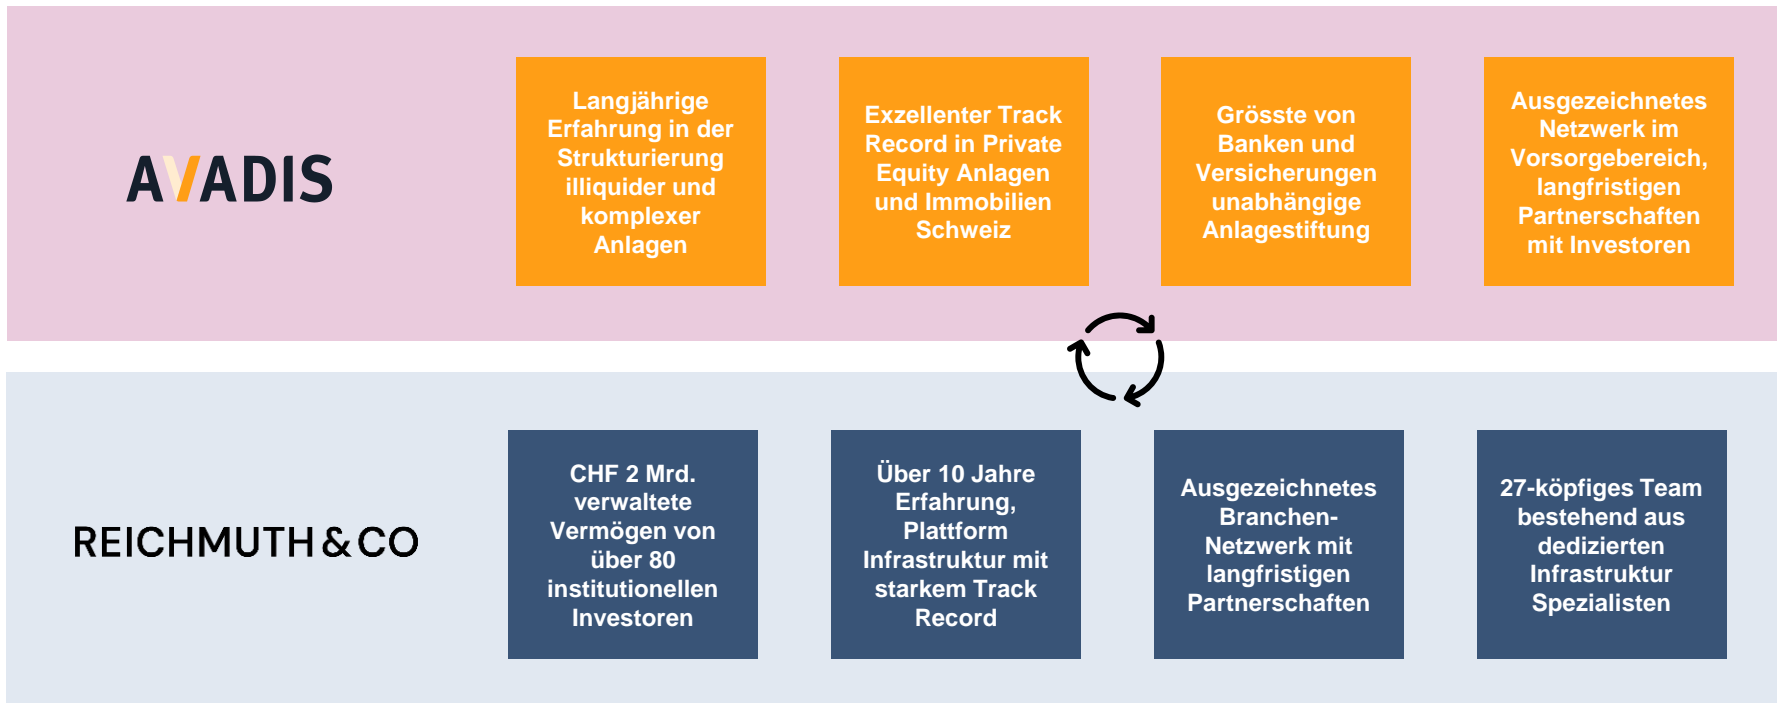 AVADIS
Langjährige
Erfahrung in der
Strukturierung
illiquider und
komplexer
Anlagen
Exzellenter Track
Record in Private
Equity Anlagen
und Immobilien
Schweiz
Grösste von
Banken und
Versicherungen
unabhängige
Anlagestiftung
Ausgezeichnetes
Netzwerk im
Vorsorgebereich,
langfristigen
Partnerschaften
mit Investoren
REICHMUTH & CO
CHF 2 Mrd.
verwaltete
Vermögen von
über 80
institutionellen
Investoren
Über 10 Jahre
Erfahrung,
Plattform
Infrastruktur mit
starkem Track
Record
Ausgezeichnetes
Branchen-
Netzwerk mit
langfristigen
Partnerschaften
27-köpfiges Team
bestehend aus
dedizierten
Infrastruktur
Spezialisten